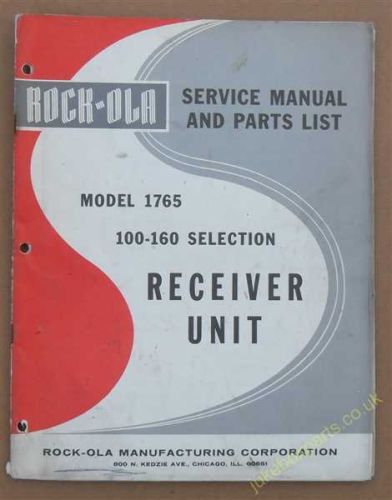 ROCK-OLA
SERVICE MANUAL
AND PARTS LIST
MODEL 1765
100-160 SELECTION
RECEIVER
UNIT
ROCK-OLA MANUFACTURING CORPORATION
800 N. KEDZIE AVE., CHICAGO, ILL. 60651
jukeboxparts.co.uk